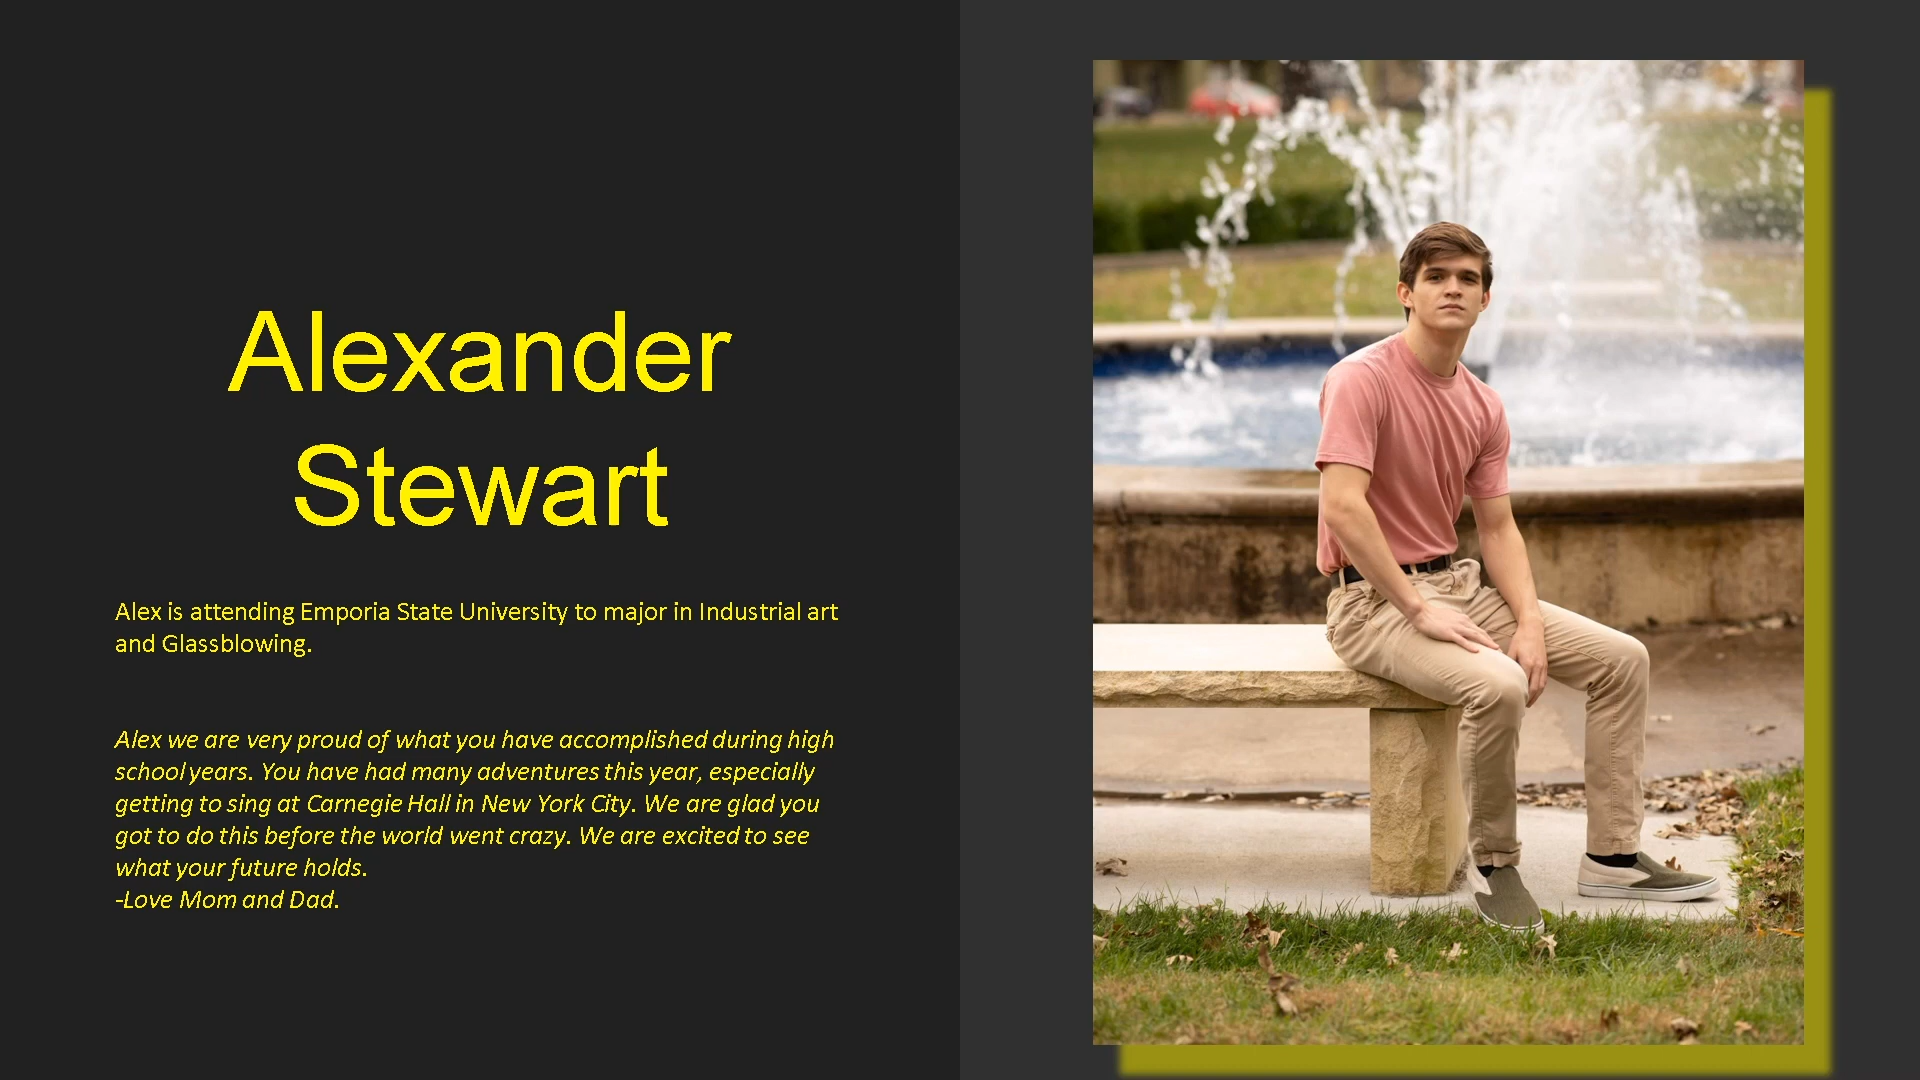 Alexander
Stewart
Alex is attending Emporia State University to major in Industrial art
and Glassblowing.
Alex we are very proud of what you have accomplished during high
school years. You have had many adventures this year, especially
getting to sing at Carnegie Hall in New York City. We are glad you
got to do this before the world went crazy. We are excited to see
what your future holds.
-Love Mom and Dad.